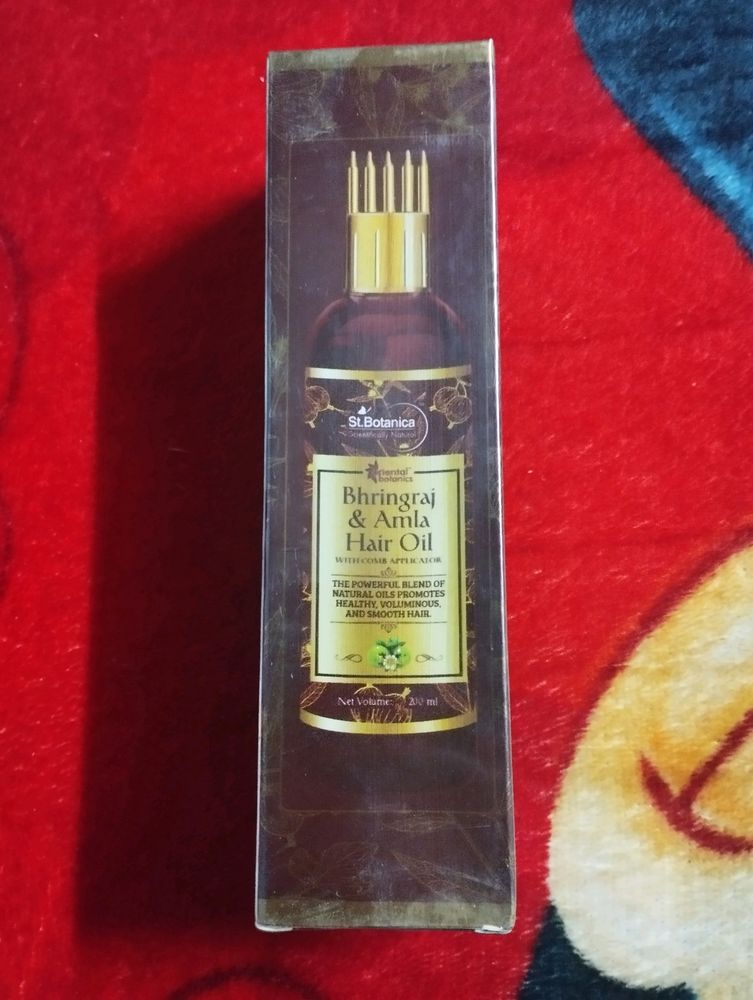 St.Botanica
Scientifically Natural
oriental™
botanics
Bhringraj
& Amla
Hair Oil
WITH COMB APPLICATOR
THE POWERFUL BLEND OF
NATURAL OILS PROMOTES
HEALTHY, VOLUMINOUS,
AND SMOOTH HAIR.
Net Volume: 200 ml